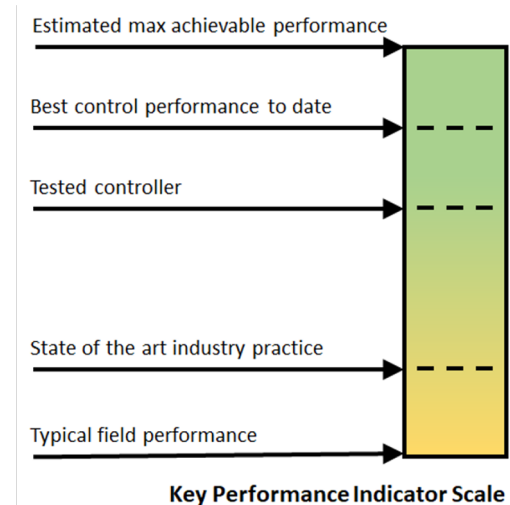 Estimated max achievable performance
Best control performance to date
Tested controller
State of the art industry practice
Typical field performance
Key Performance Indicator Scale